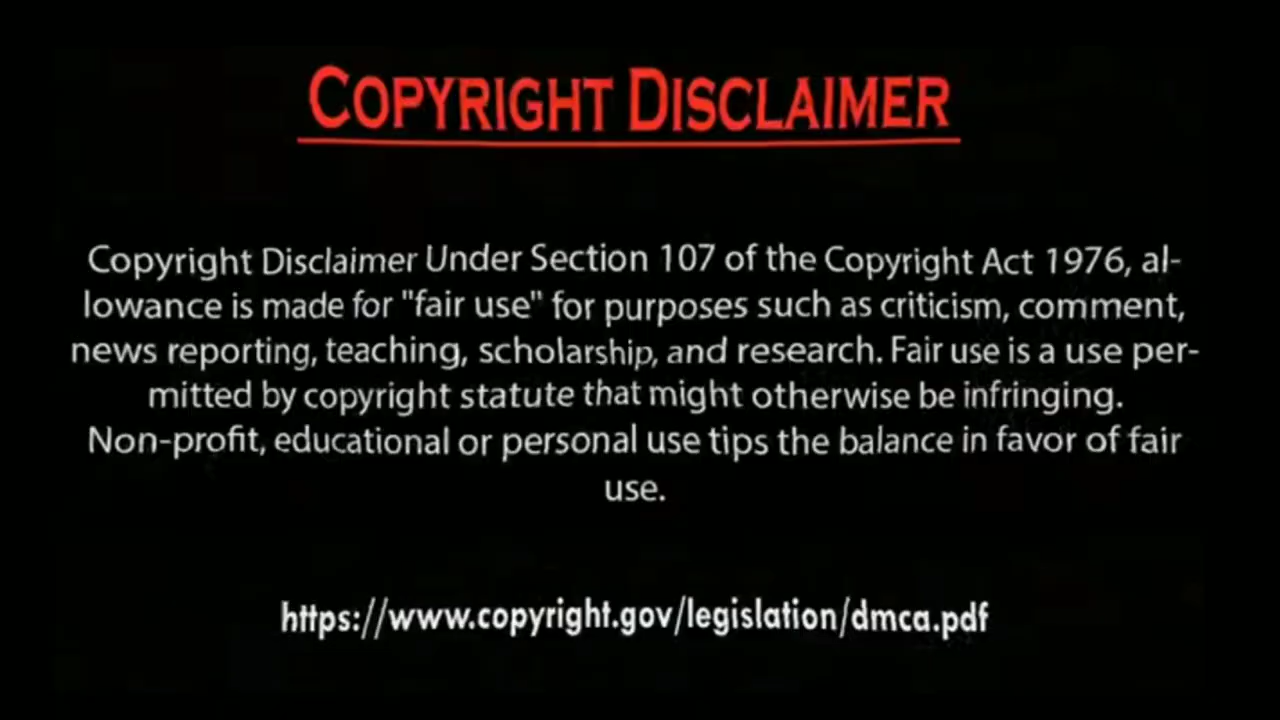 COPYRIGHT DISCLAIMER
Copyright Disclaimer Under Section 107 of the Copyright Act 1976, al-
lowance is made for "fair use" for purposes such as criticism, comment,
news reporting, teaching, scholarship, and research. Fair use is a use per-
mitted by copyright statute that might otherwise be infringing.
Non-profit, educational or personal use tips the balance in favor of fair
use.
https://www.copyright.gov/legislation/dmca.pdf